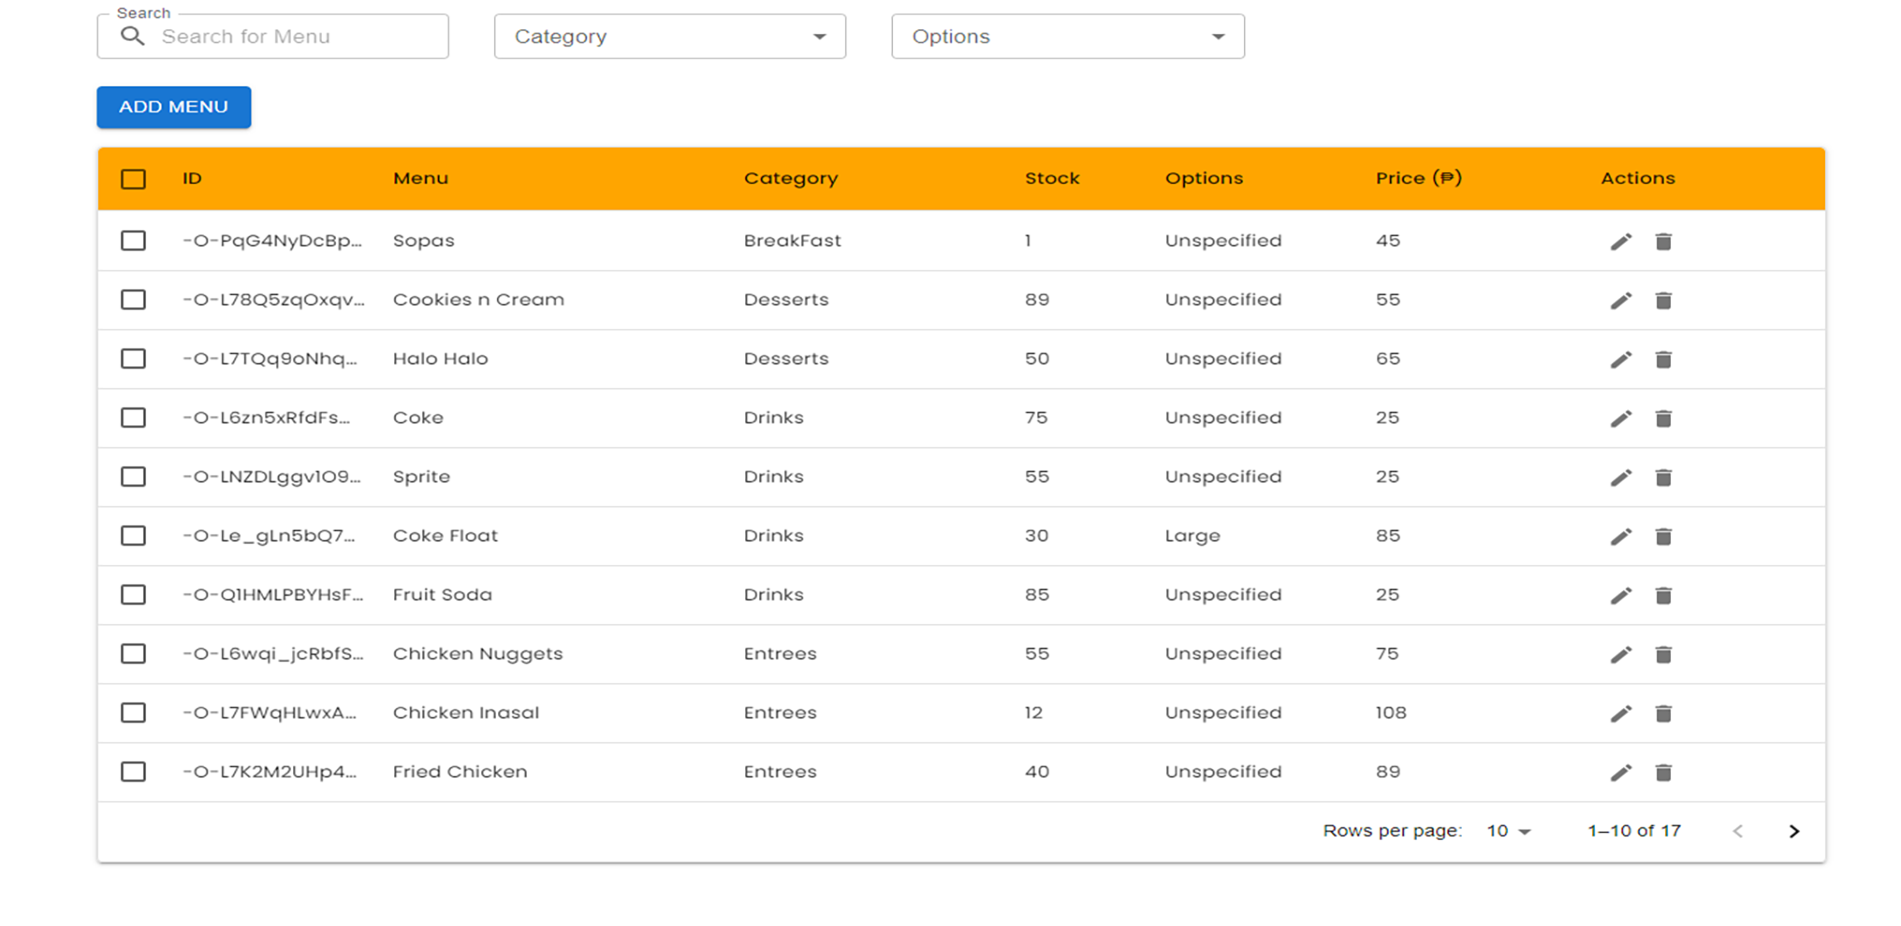 Search
Search for Menu Category Options
ADD MENU
ID Menu Category Stock Options Price (₱) Actions
-O-PqG4NyDcBp... Sopas BreakFast 1 Unspecified 45
-O-L78Q5zqOxqv... Cookies n Cream Desserts 89 Unspecified 55
-O-L7TQq9oNhq... Halo Halo Desserts 50 Unspecified 65
-O-L6zn5xRfdFs... Coke Drinks 75 Unspecified 25
-O-LNZDLggv1O9... Sprite Drinks 55 Unspecified 25
-O-Le_gLn5bQ7... Coke Float Drinks 30 Large 85
-O-Q1HMLPBYHsF... Fruit Soda Drinks 85 Unspecified 25
-O-L6wqi_jcRbfS... Chicken Nuggets Entrees 55 Unspecified 75
-O-L7FWqHLwxA... Chicken Inasal Entrees 12 Unspecified 108
-O-L7K2M2UHp4... Fried Chicken Entrees 40 Unspecified 89
Rows per page: 10 1–10 of 17